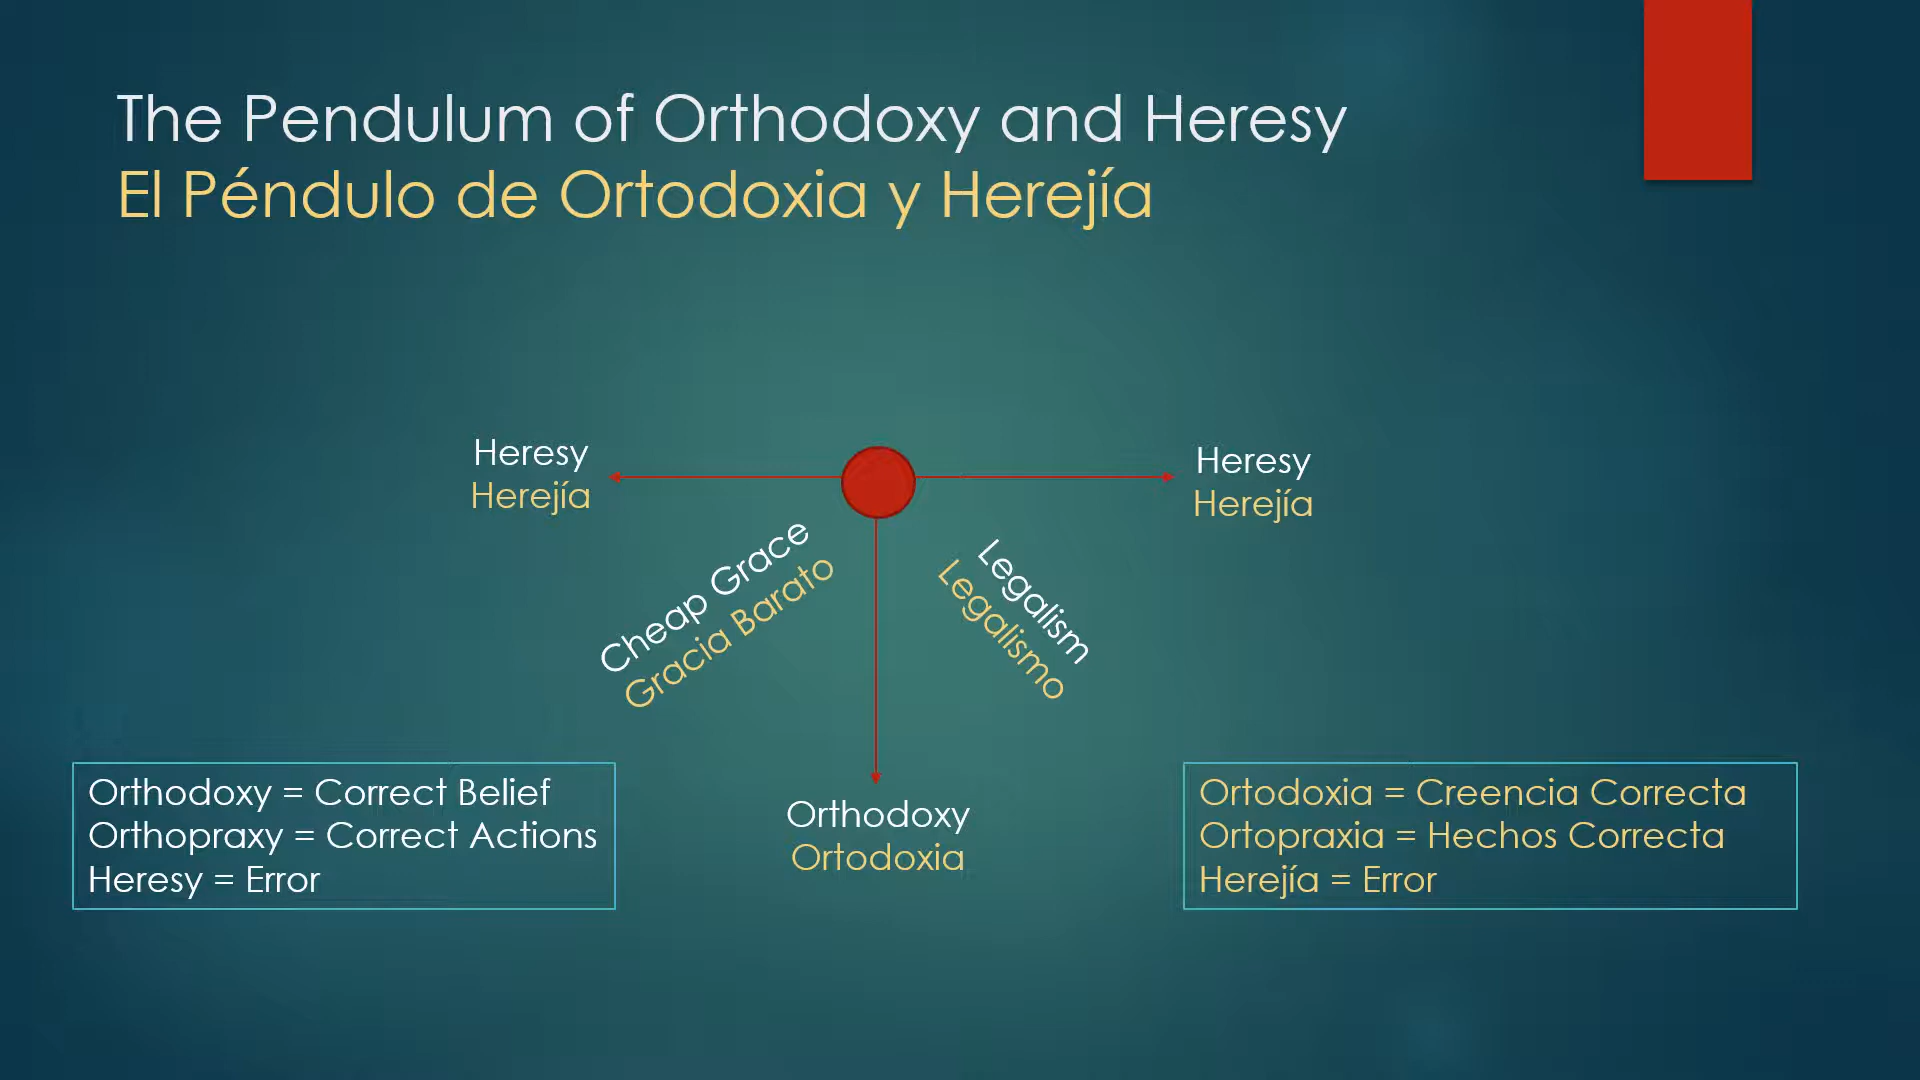 The Pendulum of Orthodoxy and Heresy
El Péndulo de Ortodoxia y Herejía
Heresy
Herejía
Heresy
Herejía
Cheap Grace
Gracia Barato
Legalism
Legalismo
Orthodoxy = Correct Belief
Orthopraxy = Correct Actions
Heresy = Error
Orthodoxy
Ortodoxia
Ortodoxia = Creencia Correcta
Ortopraxia = Hechos Correcta
Herejía = Error